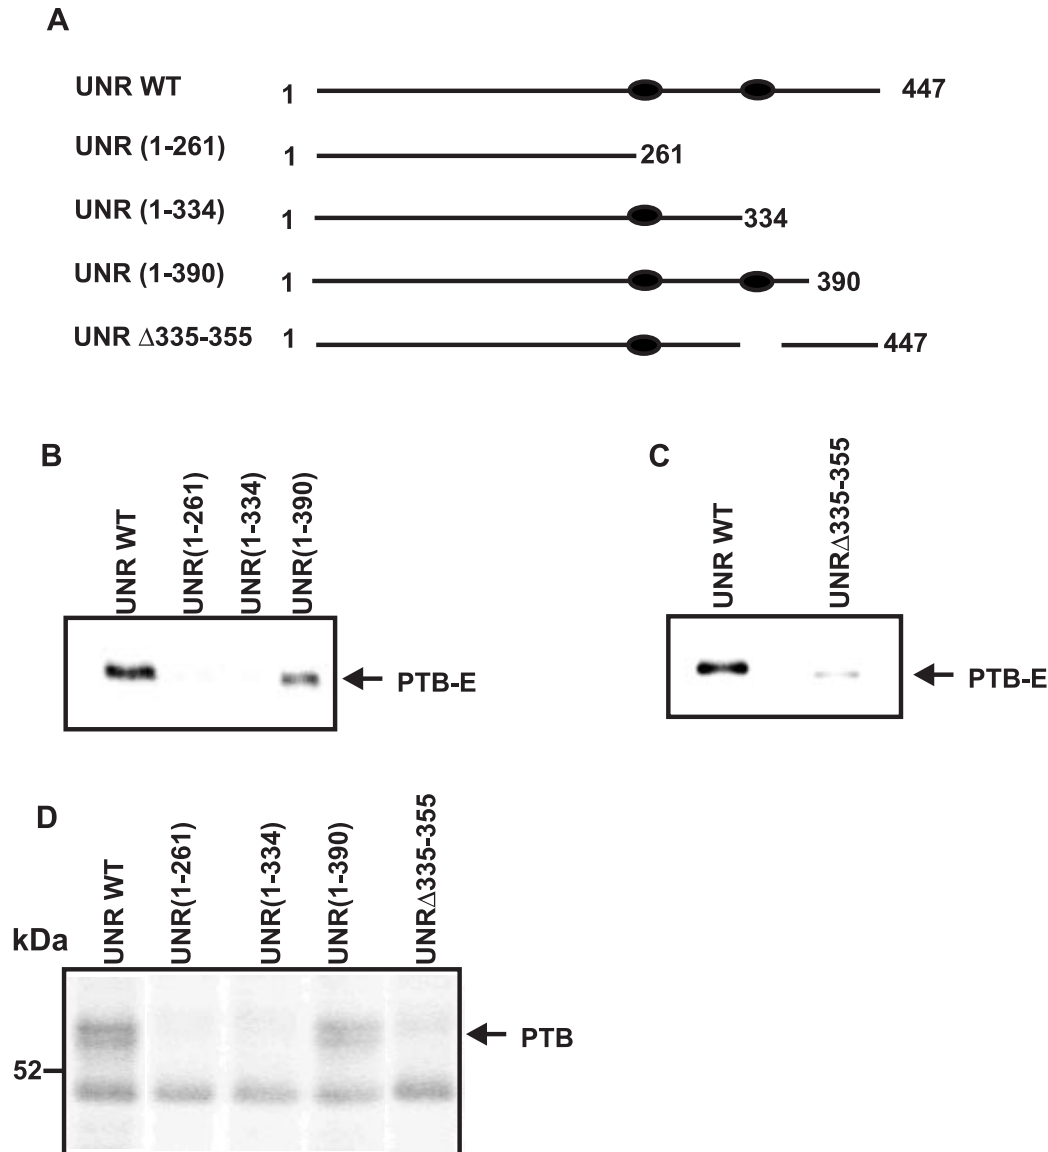 A
UNR WT 1 447
UNR (1-261) 1 261
UNR (1-334) 1 334
UNR (1-390) 1 390
UNR Δ335-355 1 447
B
UNR WT
UNR(1-261)
UNR(1-334)
UNR(1-390)
PTB-E
C
UNR WT
UNRΔ335-355
PTB-E
D
UNR WT
UNR(1-261)
UNR(1-334)
UNR(1-390)
UNRΔ335-355
kDa
52
PTB